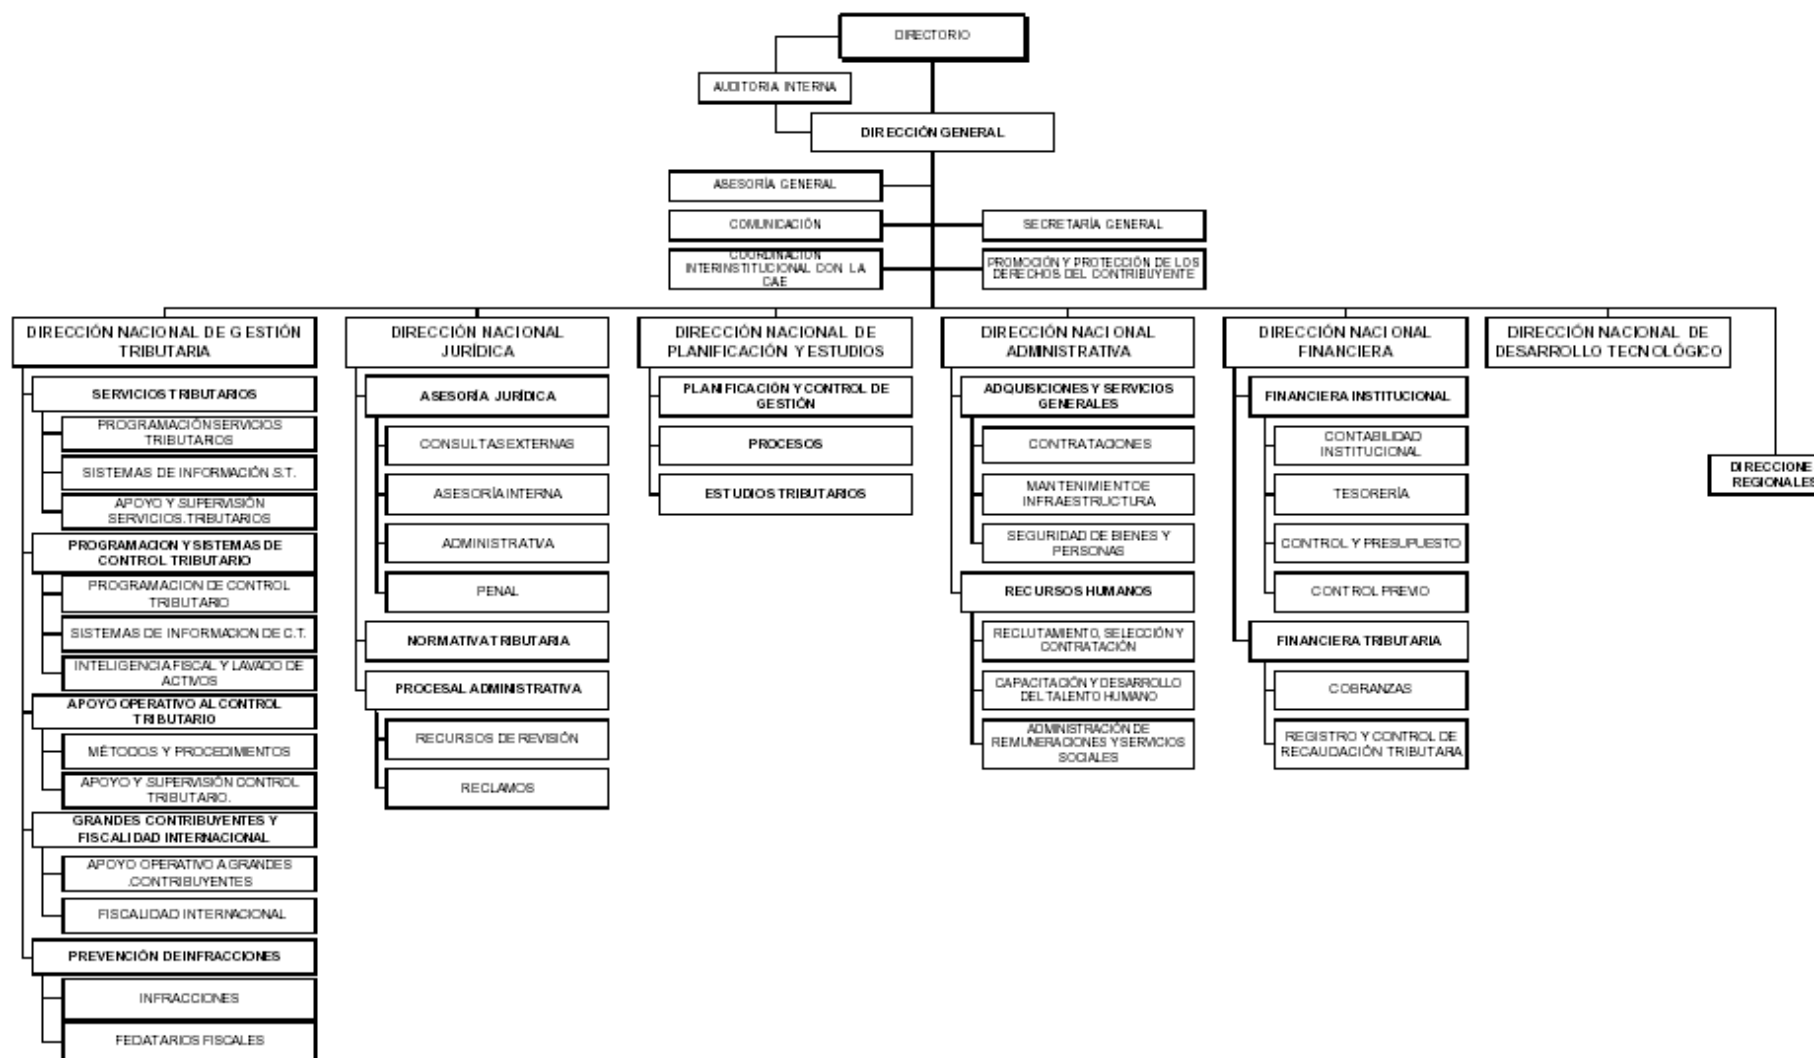 DIRECTORIO
AUDITORIA INTERNA
DIRECCIÓN GENERAL
ASESORÍA GENERAL
COMUNICACIÓN
SECRETARÍA GENERAL
COORDINACION
INTERINSTITUCIONAL CON LA
CAE
PROMOCIÓN Y PROTECCIÓN DE LOS
DERECHOS DEL CONTRIBUYENTE
DIRECCIÓN NACIONAL DE GESTIÓN
TRIBUTARIA
SERVICIOS TRIBUTARIOS
PROGRAMACIÓN SERVICIOS
TRIBUTARIOS
SISTEMAS DE INFORMACIÓN S.T.
APOYO Y SUPERVISIÓN
SERVICIOS.TRIBUTARIOS
PROGRAMACION Y SISTEMAS DE
CONTROL TRIBUTARIO
PROGRAMACION DE CONTROL
TRIBUTARIO
SISTEMAS DE INFORMACION DE C.T.
INTELIGENCIA FISCAL Y LAVADO DE
ACTIVOS
APOYO OPERATIVO AL CONTROL
TRIBUTARIO
MÉTODOS Y PROCEDIMIENTOS
APOYO Y SUPERVISIÓN CONTROL
TRIBUTARIO.
GRANDES CONTRIBUYENTES Y
FISCALIDAD INTERNACIONAL
APOYO OPERATIVO A GRANDES
.CONTRIBUYENTES
FISCALIDAD INTERNACIONAL
PREVENCIÓN DE INFRACCIONES
INFRACCIONES
FEDATARIOS FISCALES
DIRECCIÓN NACIONAL
JURÍDICA
ASESORÍA JURÍDICA
CONSULTAS EXTERNAS
ASESORÍA INTERNA
ADMINISTRATIVA
PENAL
NORMATIVA TRIBUTARIA
PROCESAL ADMINISTRATIVA
RECURSOS DE REVISIÓN
RECLAMOS
DIRECCIÓN NACIONAL DE
PLANIFICACIÓN Y ESTUDIOS
PLANIFICACIÓN Y CONTROL DE
GESTIÓN
PROCESOS
ESTUDIOS TRIBUTARIOS
DIRECCIÓN NACIONAL
ADMINISTRATIVA
ADQUISICIONES Y SERVICIOS
GENERALES
CONTRATACIONES
MANTENIMIENTO E
INFRAESTRUCTURA
SEGURIDAD DE BIENES Y
PERSONAS
RECURSOS HUMANOS
RECLUTAMIENTO, SELECCIÓN Y
CONTRATACIÓN
CAPACITACIÓN Y DESARROLLO
DEL TALENTO HUMANO
ADMINISTRACIÓN DE
REMUNERACIONES Y SERVICIOS
SOCIALES
DIRECCIÓN NACIONAL
FINANCIERA
FINANCIERA INSTITUCIONAL
CONTABILIDAD
INSTITUCIONAL
TESORERÍA
CONTROL Y PRESUPUESTO
CONTROL PREVIO
FINANCIERA TRIBUTARIA
COBRANZAS
REGISTRO Y CONTROL DE
RECAUDACIÓN TRIBUTARIA
DIRECCIÓN NACIONAL DE
DESARROLLO TECNOLÓGICO
DIRECCIONE
REGIONALES